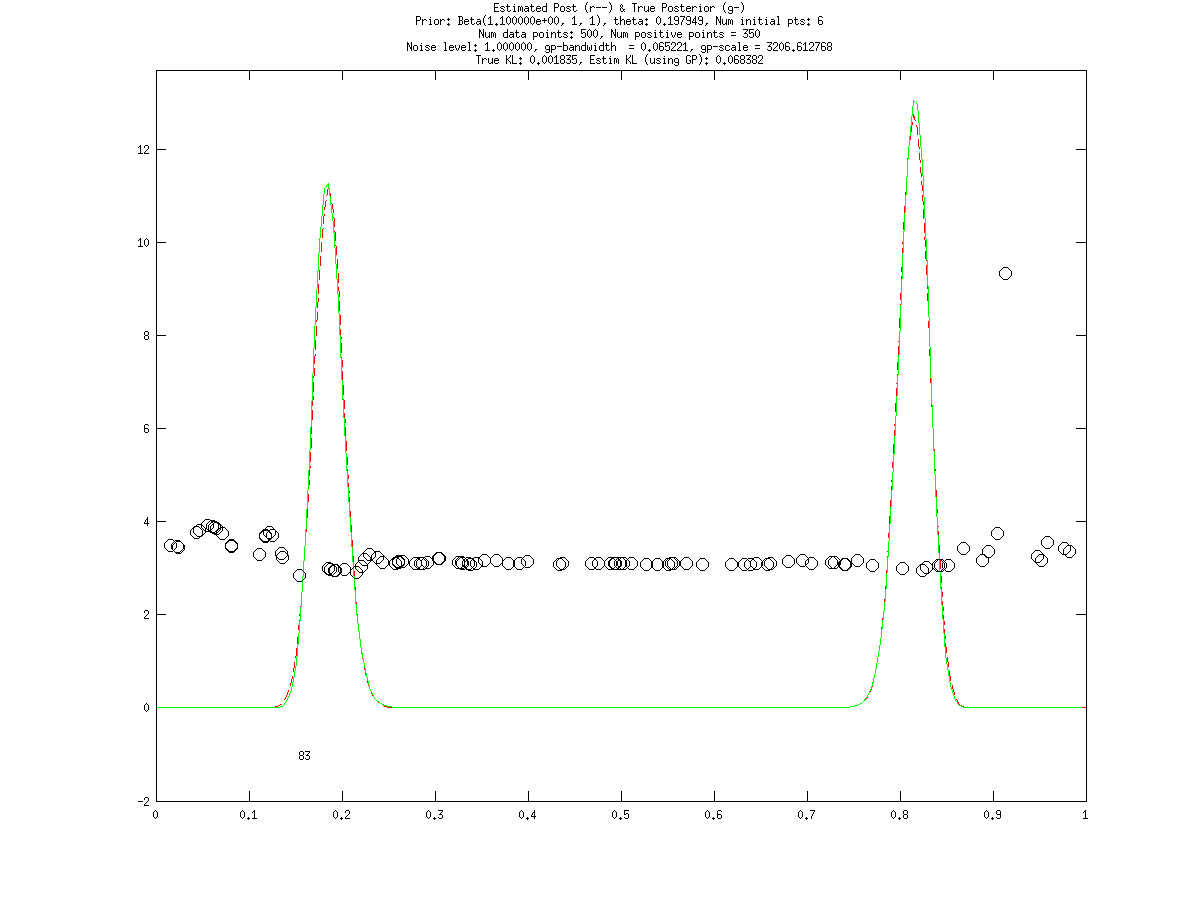 Estimated Post (r--) & True Posterior (g-)
Prior: Beta(1.100000e+00, 1, 1), theta: 0.197949, Num initial pts: 6
Num data points: 500, Num positive points = 350
Noise level: 1.000000, gp-bandwidth  = 0.065221, gp-scale = 3206.612768
True KL: 0.001835, Estim KL (using GP): 0.068382
12
10
8
6
4
2
0
83
-2
0 0.1 0.2 0.3 0.4 0.5 0.6 0.7 0.8 0.9 1